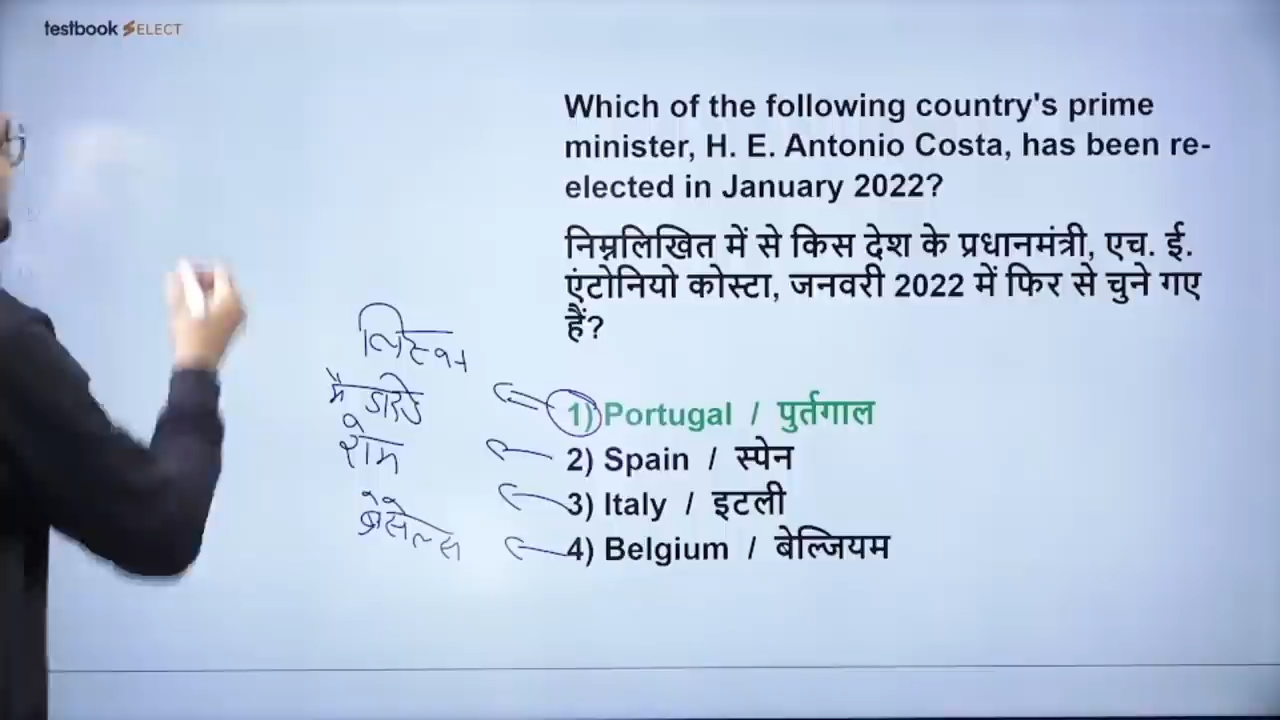 testbook SELECT
Which of the following country's prime
minister, H. E. Antonio Costa, has been re-
elected in January 2022?
निम्नलिखित में से किस देश के प्रधानमंत्री, एच. ई.
एंटोनियो कोस्टा, जनवरी 2022 में फिर से चुने गए
हैं?
1) Portugal / पुर्तगाल
2) Spain / स्पेन
3) Italy / इटली
4) Belgium / बेल्जियम
रोम